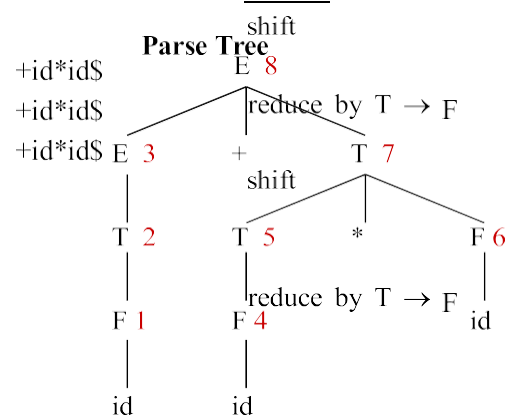 shift
Parse Tree
E 8
+id*id$
+id*id$ reduce by T → F
+id*id$ E 3 + T 7
shift
T 2 T 5 * F 6
reduce by T → F
F 1 F 4 id
id id